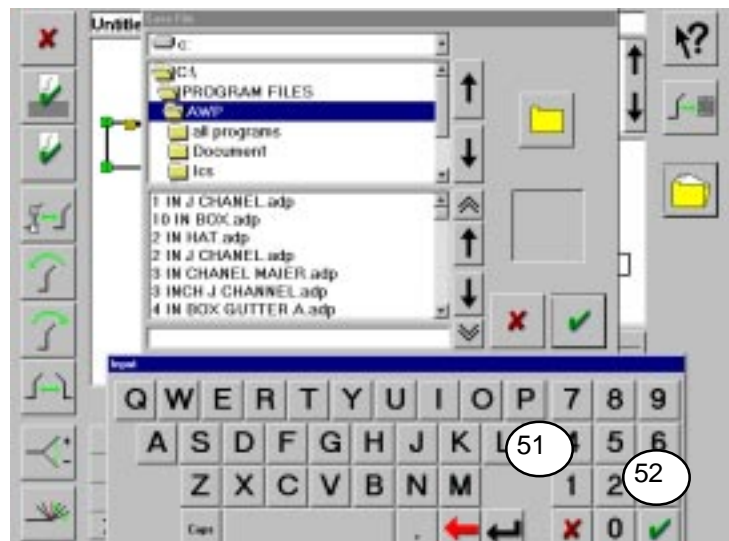 Untitle
Save File
c:
C:\
PROGRAM FILES
AWP
all programs
Document
Ics
1 IN J CHANEL.adp
10 IN BOX.adp
2 IN HAT.adp
2 IN J CHANEL.adp
3 IN CHANEL MAIER.adp
3 INCH J CHANNEL.adp
4 IN BOX GUTTER A.adp
?
Input
Q W E R T Y U I O P 7 8 9
A S D F G H J K L 51 5 6
Z X C V B N M 1 2 52
Caps . 0